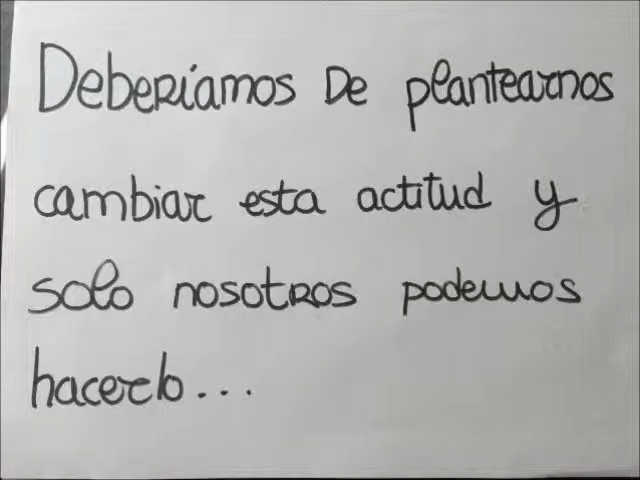 Deberíamos de plantearnos
cambiar esta actitud y
solo nosotros podemos
hacerlo...